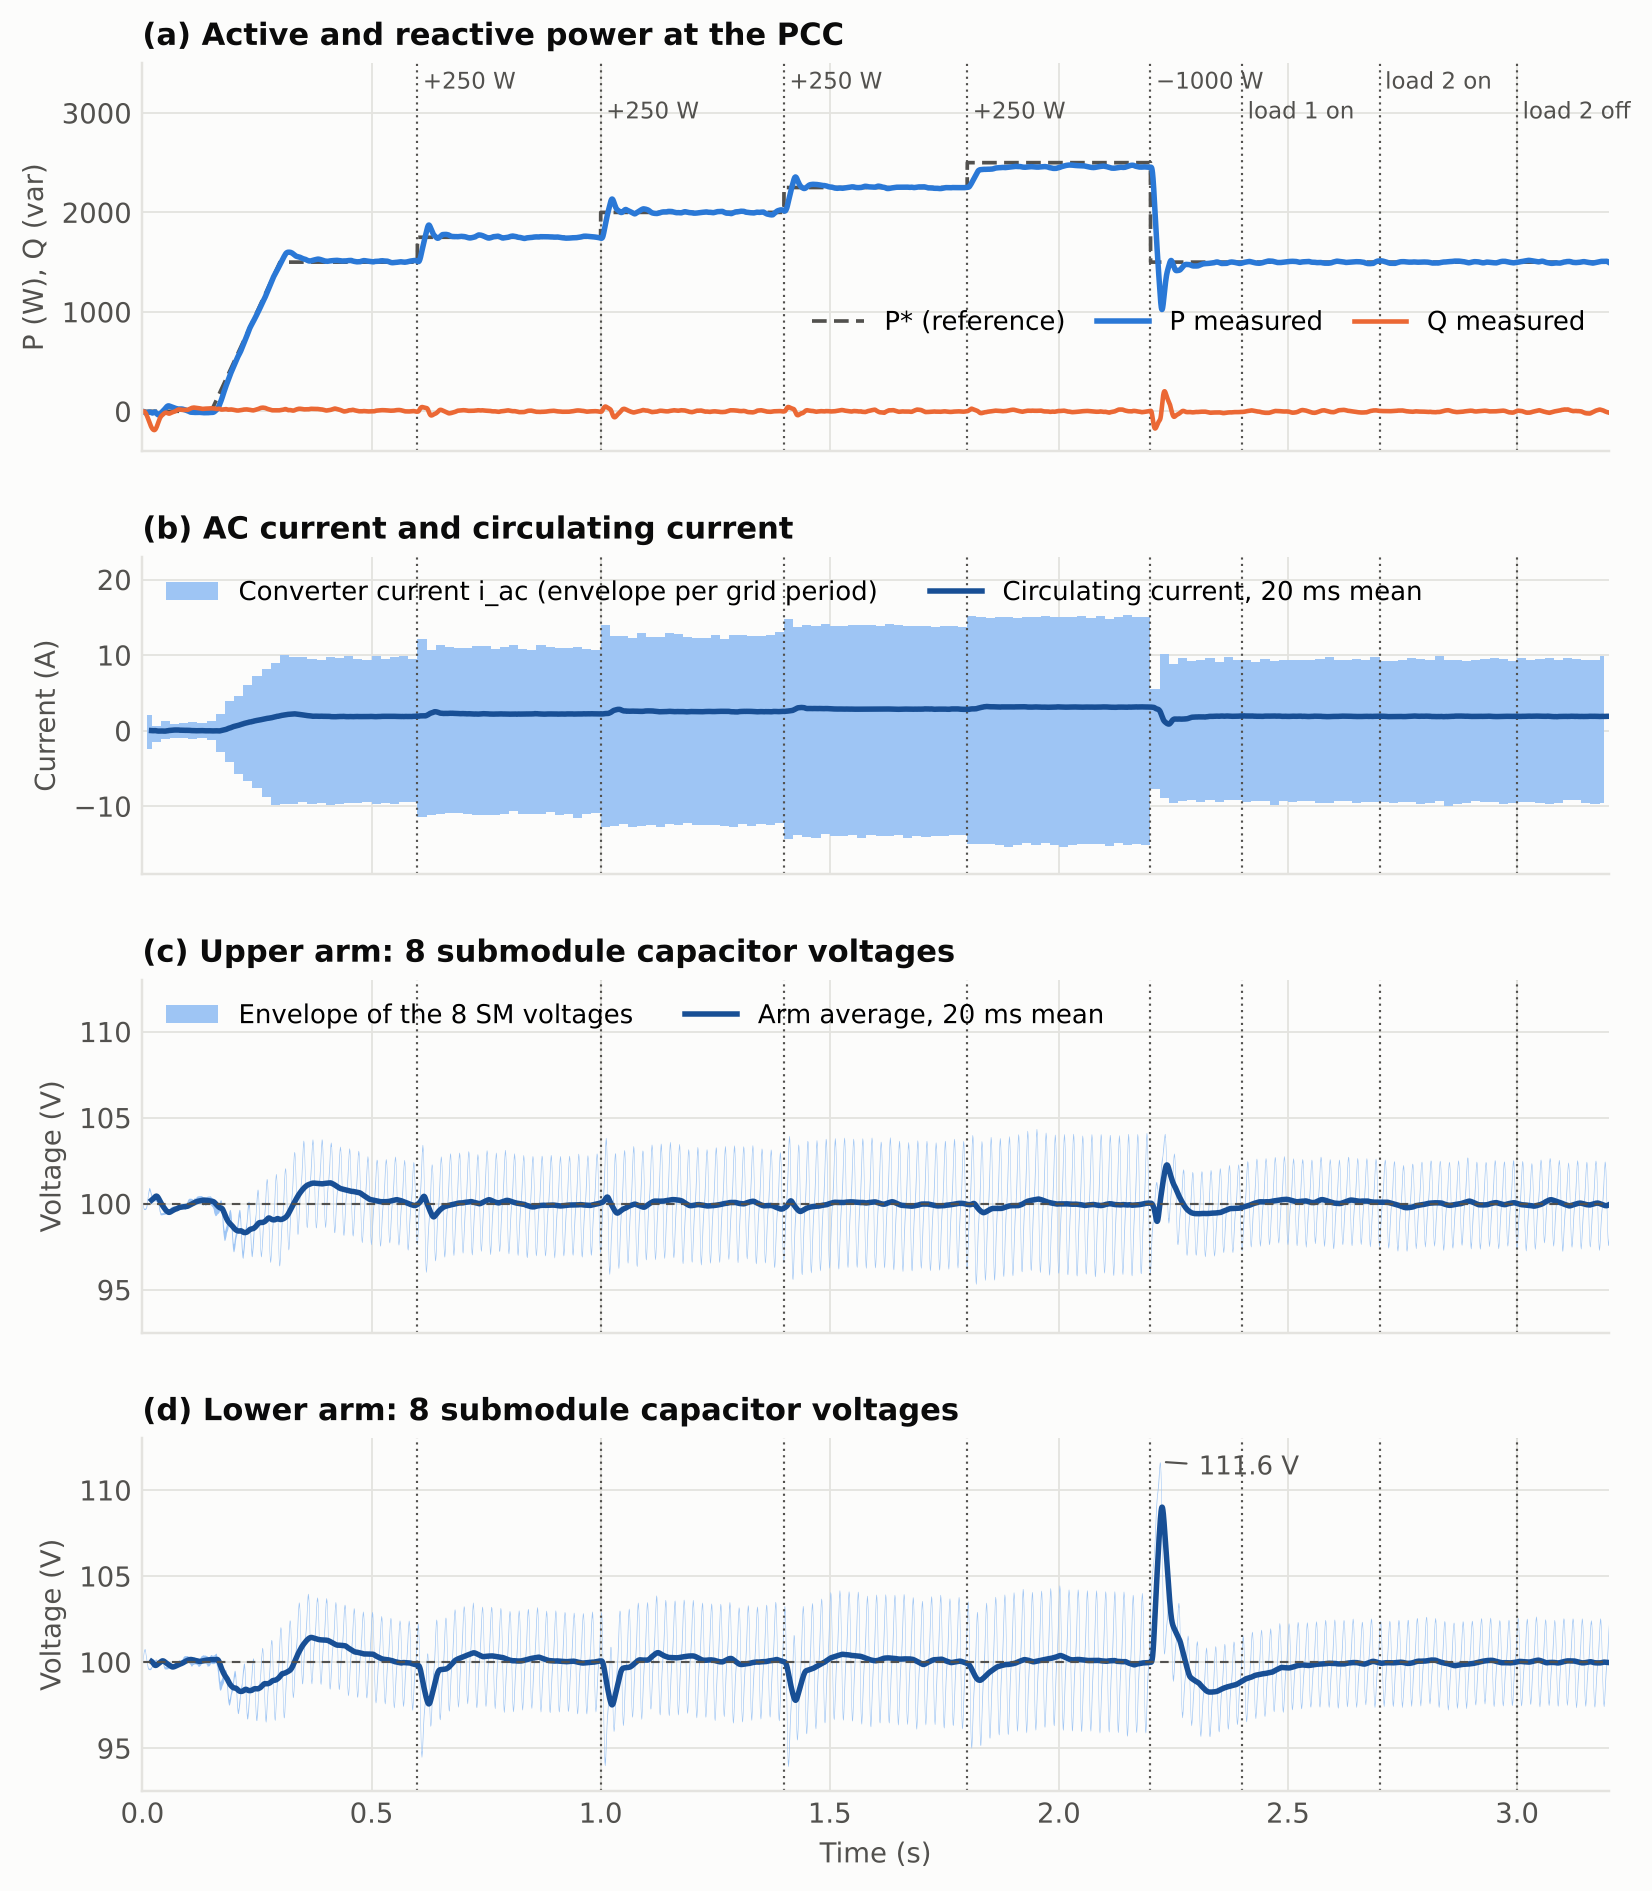 (a) Active and reactive power at the PCC
+250 W
+250 W
−1000 W
load 2 on
+250 W
+250 W
load 1 on
load 2 off
P (W), Q (var)
3000
2000
1000
0
P* (reference)
P measured
Q measured
(b) AC current and circulating current
Converter current i_ac (envelope per grid period)
Circulating current, 20 ms mean
Current (A)
20
10
0
−10
(c) Upper arm: 8 submodule capacitor voltages
Envelope of the 8 SM voltages
Arm average, 20 ms mean
Voltage (V)
110
105
100
95
(d) Lower arm: 8 submodule capacitor voltages
111.6 V
Voltage (V)
110
105
100
95
0.0
0.5
1.0
1.5
2.0
2.5
3.0
Time (s)